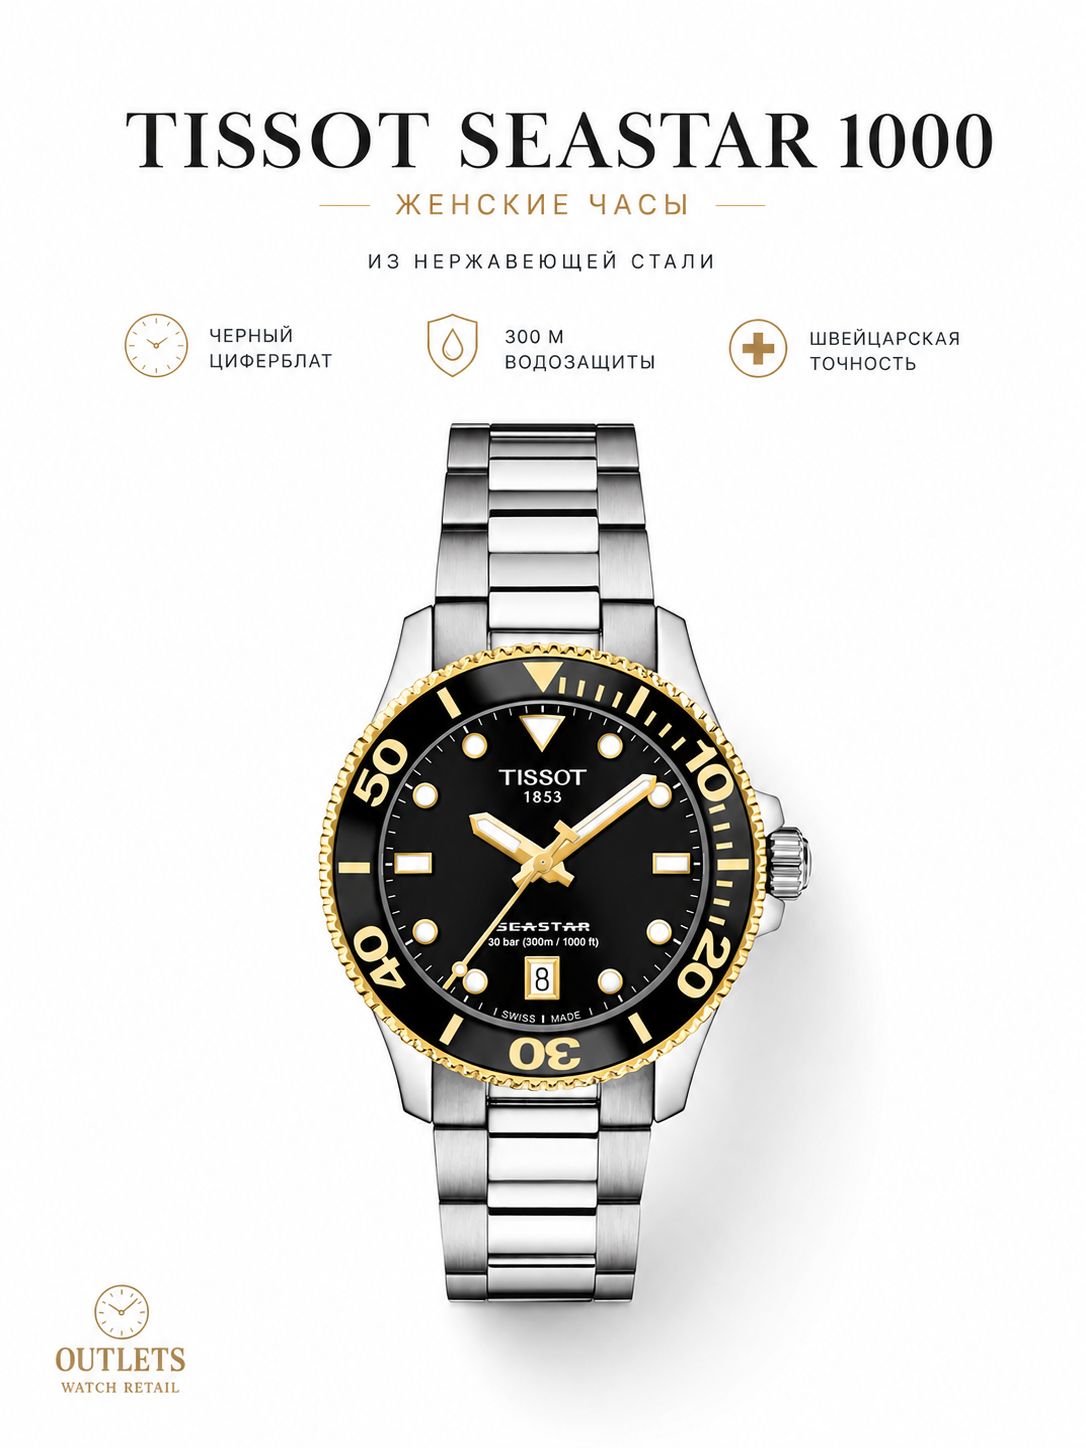 TISSOT SEASTAR 1000
ЖЕНСКИЕ ЧАСЫ
ИЗ НЕРЖАВЕЮЩЕЙ СТАЛИ
ЧЕРНЫЙ
ЦИФЕРБЛАТ
300 М
ВОДОЗАЩИТЫ
ШВЕЙЦАРСКАЯ
ТОЧНОСТЬ
50
10
TISSOT
1853
40
20
SEASTAR
30 bar (300m / 1000 ft)
8
SWISS MADE
30
OUTLETS
WATCH RETAIL